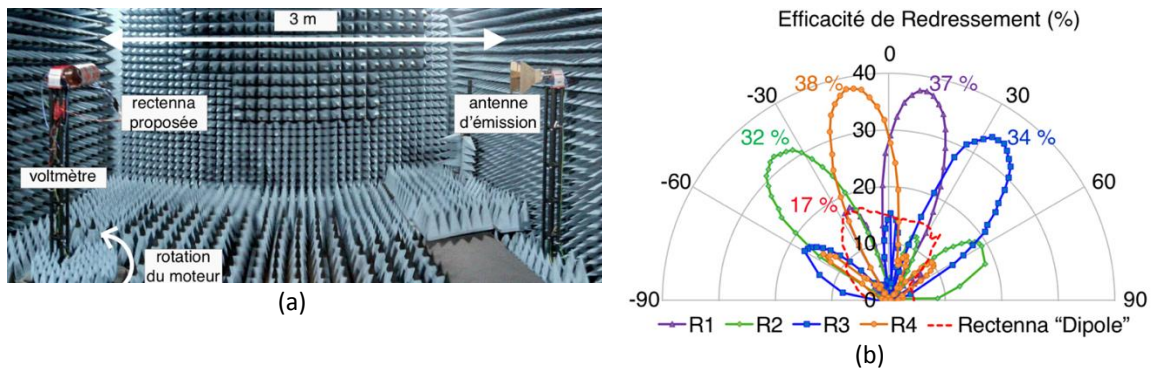 3 m
rectenna
proposée
antenne
d'émission
voltmètre
rotation
du moteur
(a)
Efficacité de Redressement (%)
0
40
38 %
37 %
-30
30
30
32 %
34 %
-60
20
60
17 %
10
-90
0
90
R1
R2
R3
R4
Rectenna “Dipole”
(b)